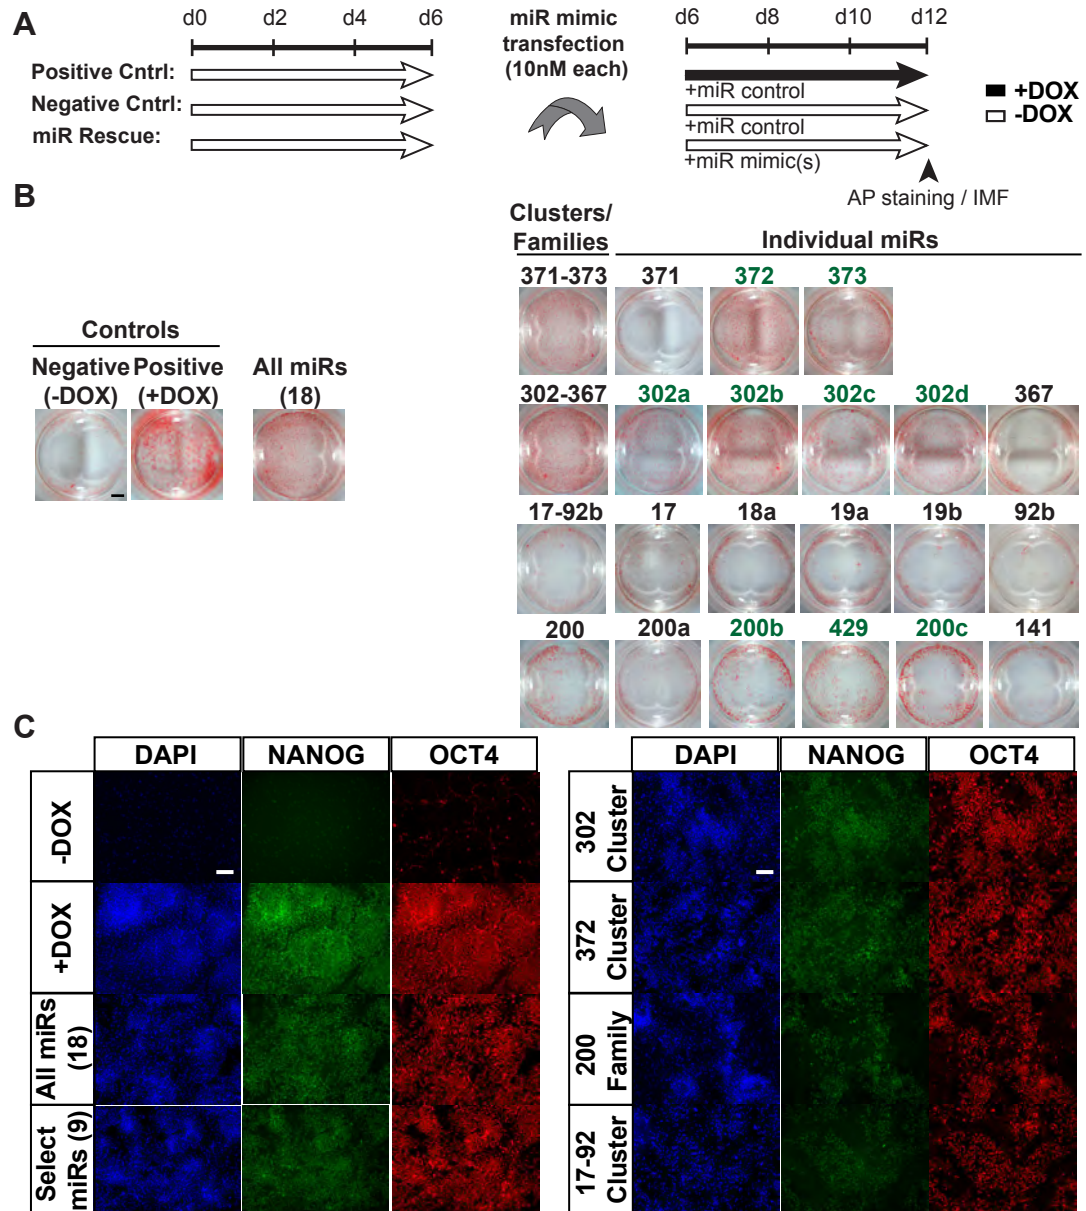 A
d0 d2 d4 d6
miR mimic
transfection
(10nM each)
d6 d8 d10 d12
Positive Cntrl:
Negative Cntrl:
miR Rescue:
+miR control
+miR control
+miR mimic(s)
+DOX
-DOX
AP staining / IMF
B
Controls
Negative Positive
(-DOX) (+DOX)
All miRs
(18)
Clusters/
Families
Individual miRs
371-373 371 372 373
302-367 302a 302b 302c 302d 367
17-92b 17 18a 19a 19b 92b
200 200a 200b 429 200c 141
C
DAPI NANOG OCT4
-DOX
+DOX
All miRs
(18)
Select
miRs (9)
DAPI NANOG OCT4
302
Cluster
372
Cluster
200
Family
17-92
Cluster